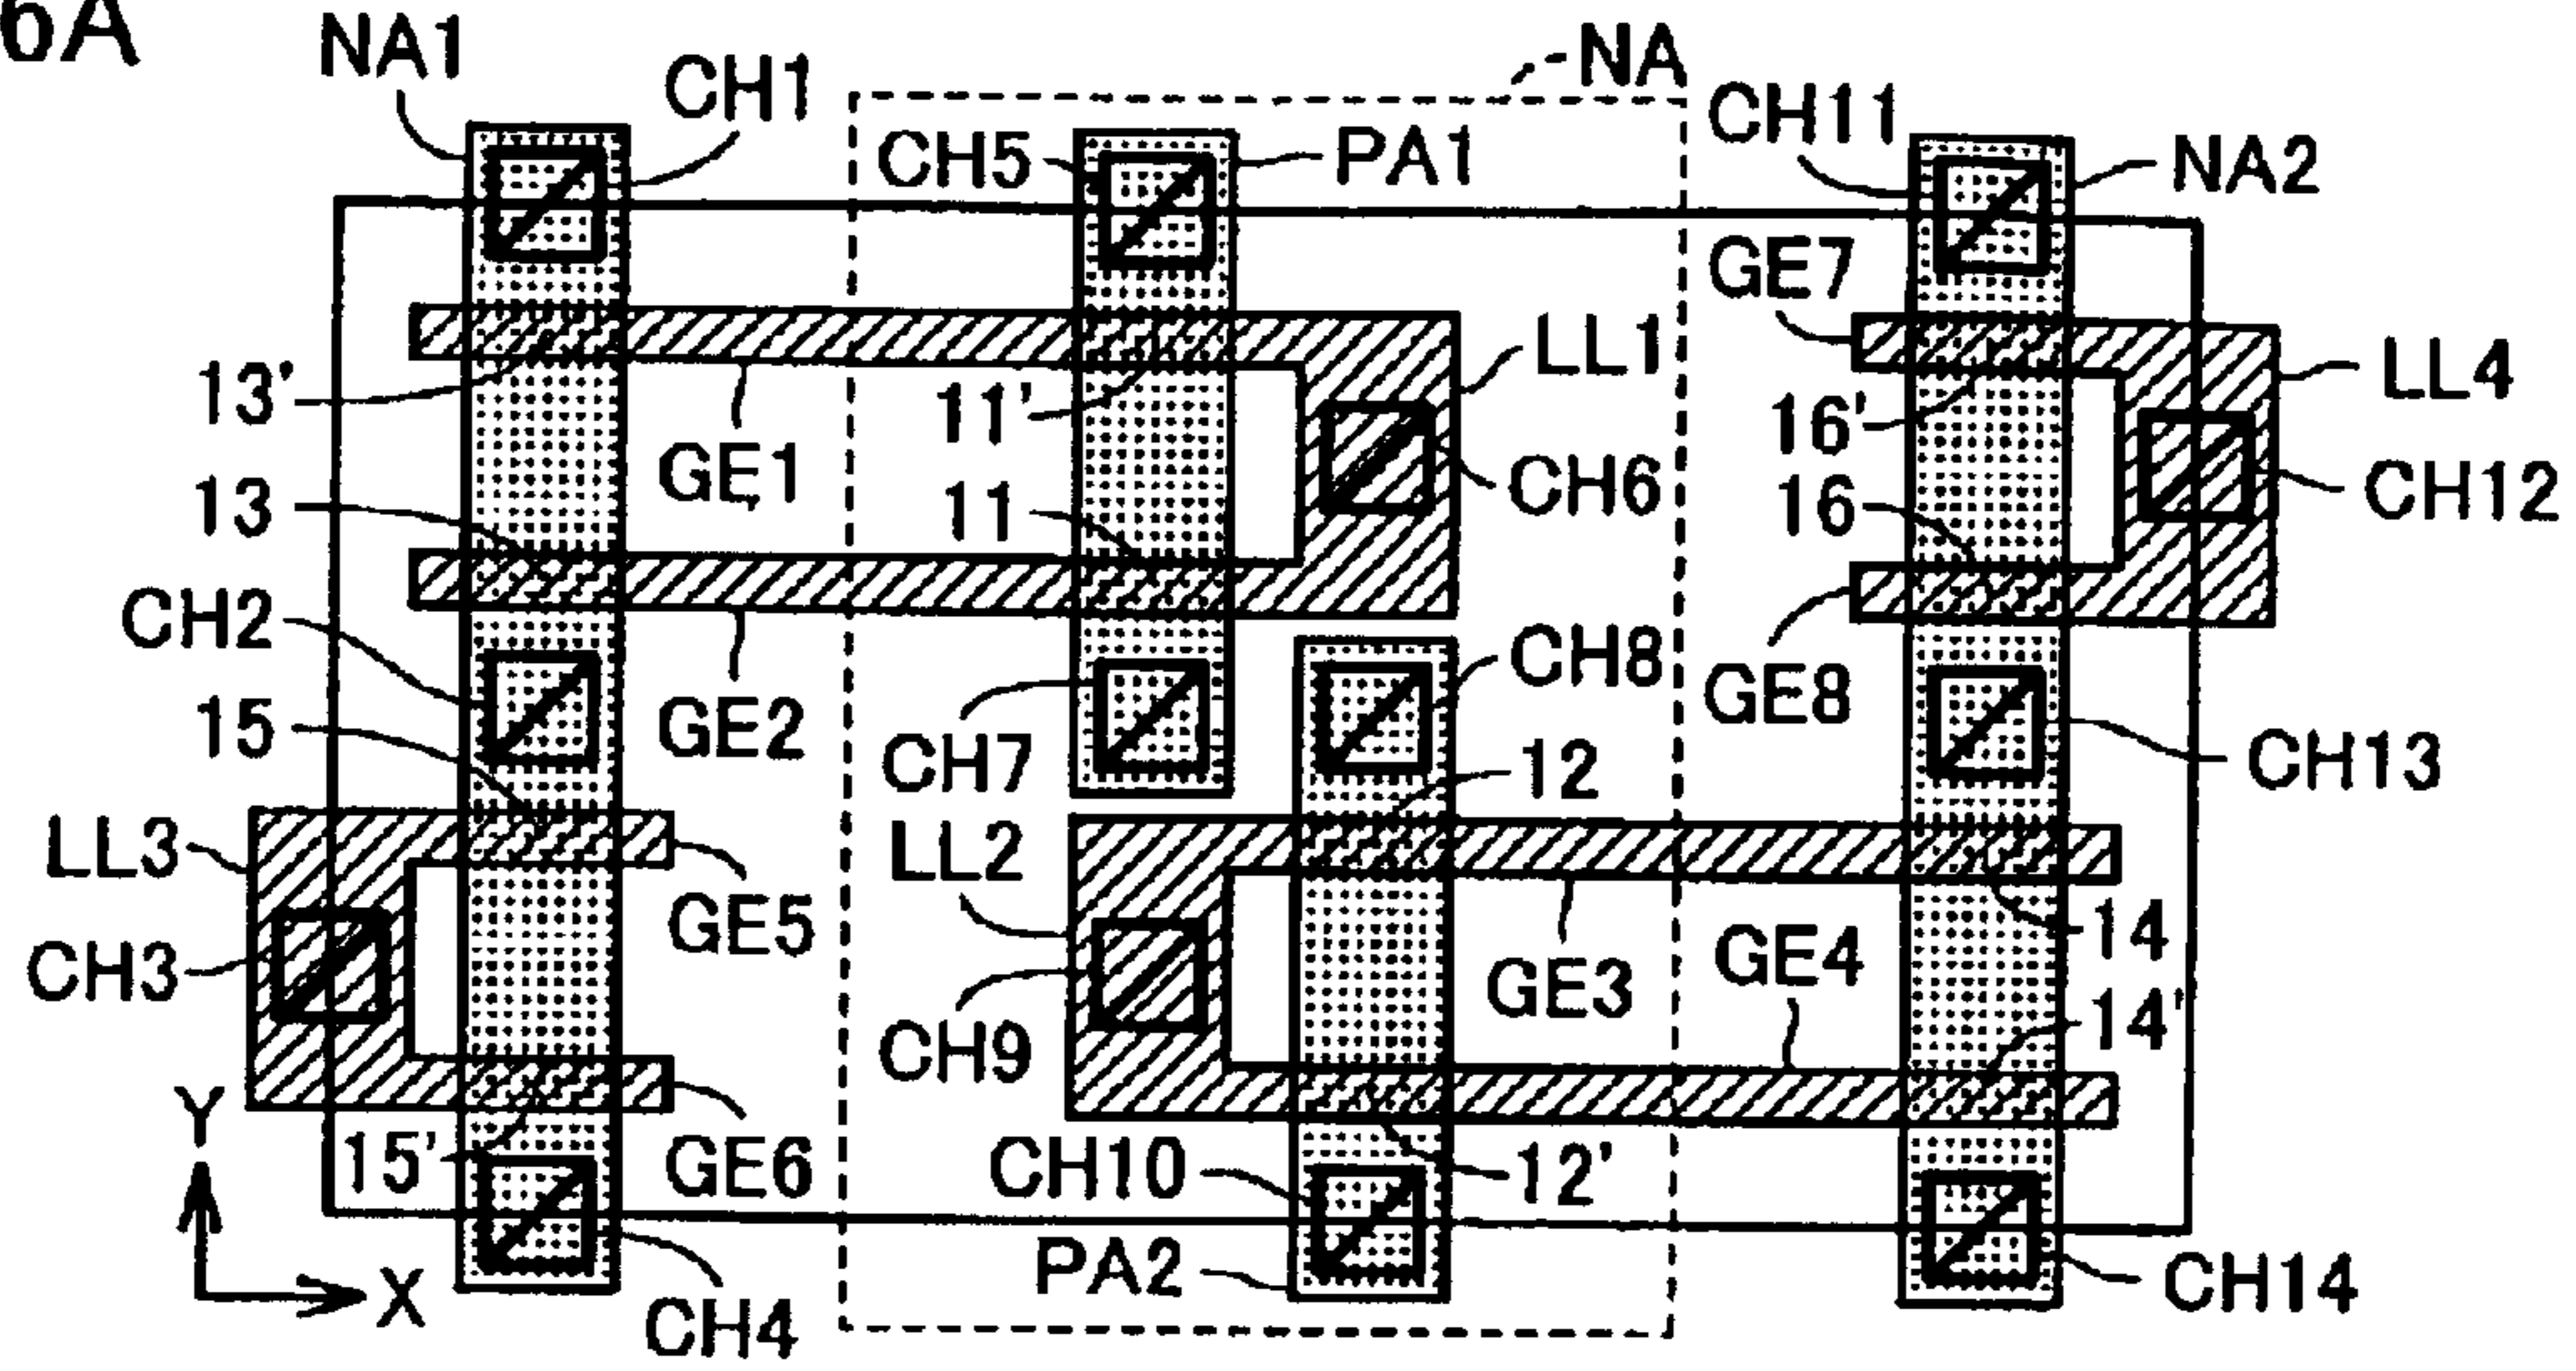 6A
NA1
CH1
NA
CH11
CH5
PA1
NA2
GE7
LL1
LL4
13'
11'
16'
GE1
CH6
CH12
13
11
16
CH2
CH8
GE8
15
GE2
CH7
12
CH13
LL3
LL2
GE5
14
CH3
GE3
GE4
CH9
14'
Y
15'
GE6
CH10
12'
PA2
X
CH4
CH14